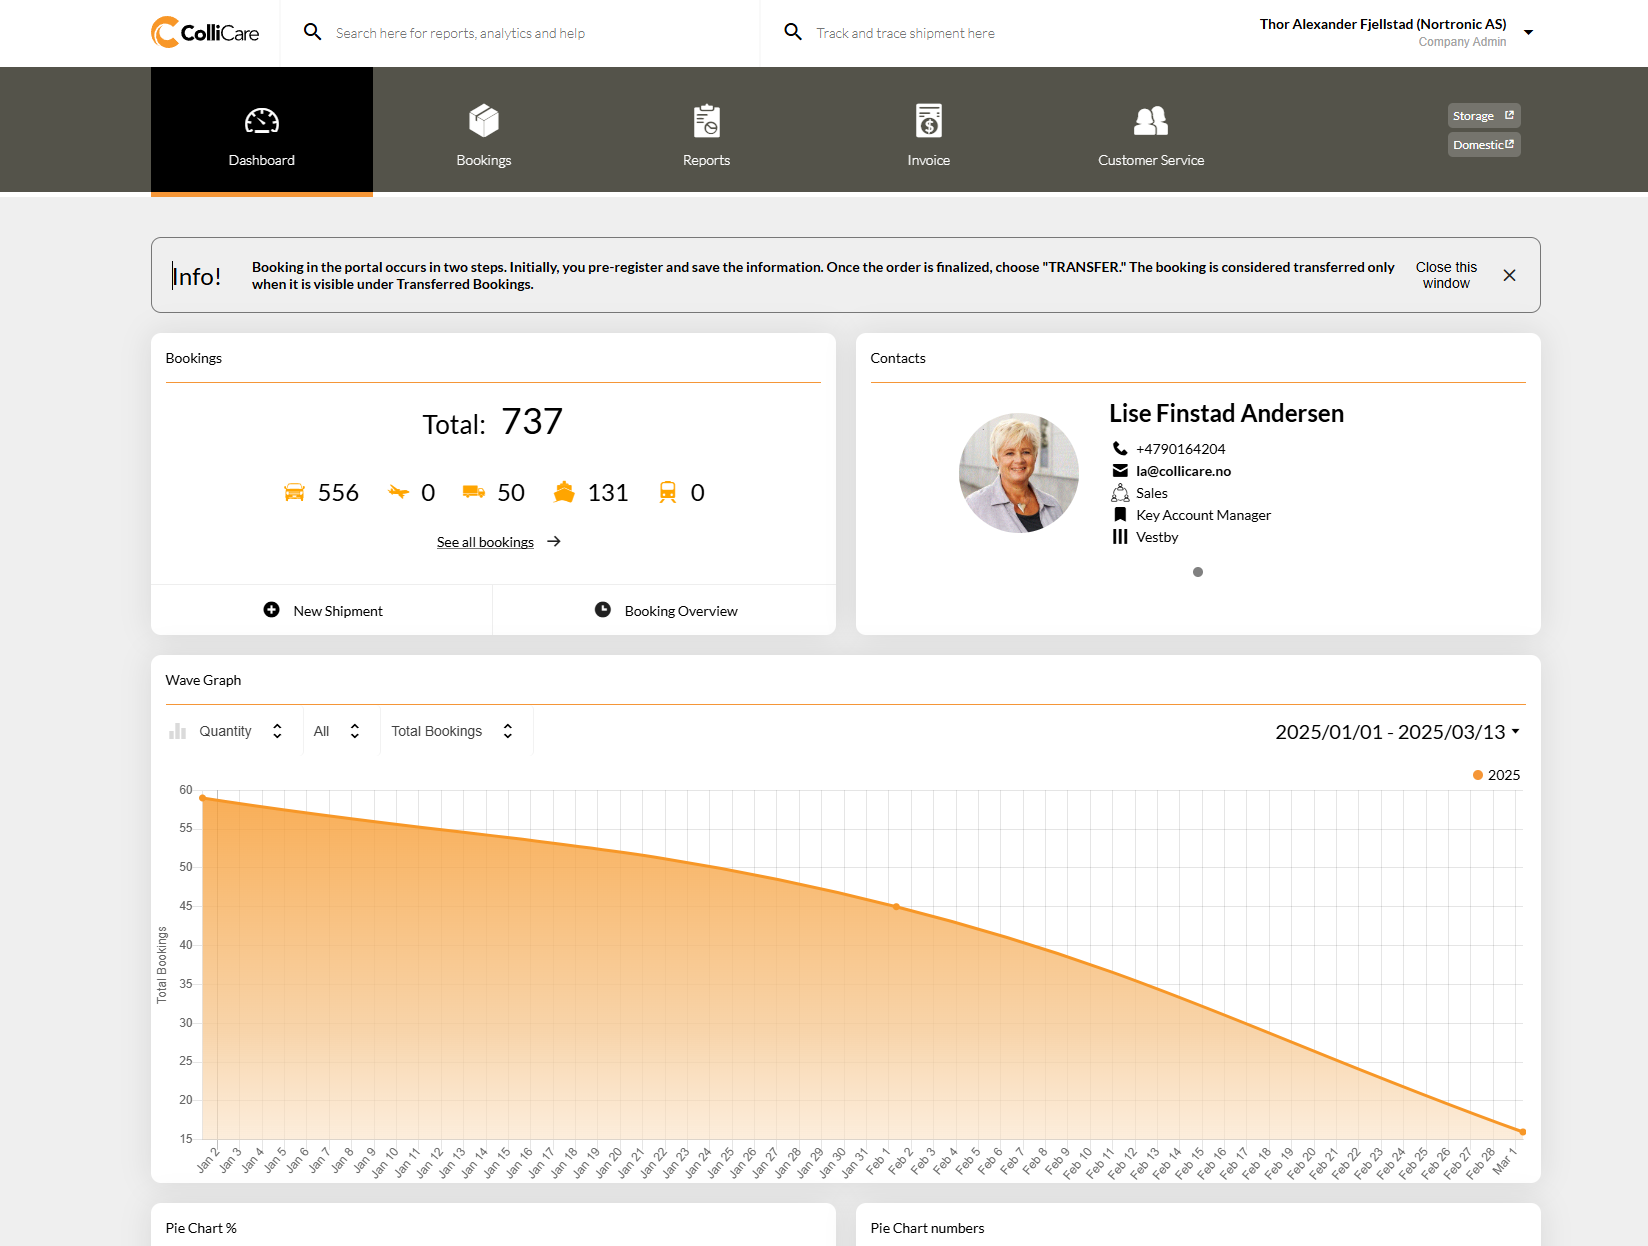 ColliCare
Search here for reports, analytics and help
Track and trace shipment here
Thor Alexander Fjellstad (Nortronic AS)
Company Admin
Dashboard
Bookings
Reports
Invoice
Customer Service
Storage
Domestic
Info!
Booking in the portal occurs in two steps. Initially, you pre-register and save the information. Once the order is finalized, choose "TRANSFER." The booking is considered transferred only
when it is visible under Transferred Bookings.
Close this
window
Bookings
Total: 737
556
0
50
131
0
See all bookings
New Shipment
Booking Overview
Contacts
Lise Finstad Andersen
+4790164204
la@collicare.no
Sales
Key Account Manager
Vestby
Wave Graph
Quantity
All
Total Bookings
2025/01/01 - 2025/03/13
2025
60
55
50
45
40
35
30
25
20
15
Total Bookings
Jan 2
Jan 3
Jan 4
Jan 5
Jan 6
Jan 7
Jan 8
Jan 9
Jan 10
Jan 11
Jan 12
Jan 13
Jan 14
Jan 15
Jan 16
Jan 17
Jan 18
Jan 19
Jan 20
Jan 21
Jan 22
Jan 23
Jan 24
Jan 25
Jan 26
Jan 27
Jan 28
Jan 29
Jan 30
Jan 31
Feb 1
Feb 2
Feb 3
Feb 4
Feb 5
Feb 6
Feb 7
Feb 8
Feb 9
Feb 10
Feb 11
Feb 12
Feb 13
Feb 14
Feb 15
Feb 16
Feb 17
Feb 18
Feb 19
Feb 20
Feb 21
Feb 22
Feb 23
Feb 24
Feb 25
Feb 26
Feb 27
Feb 28
Mar 1
Pie Chart %
Pie Chart numbers